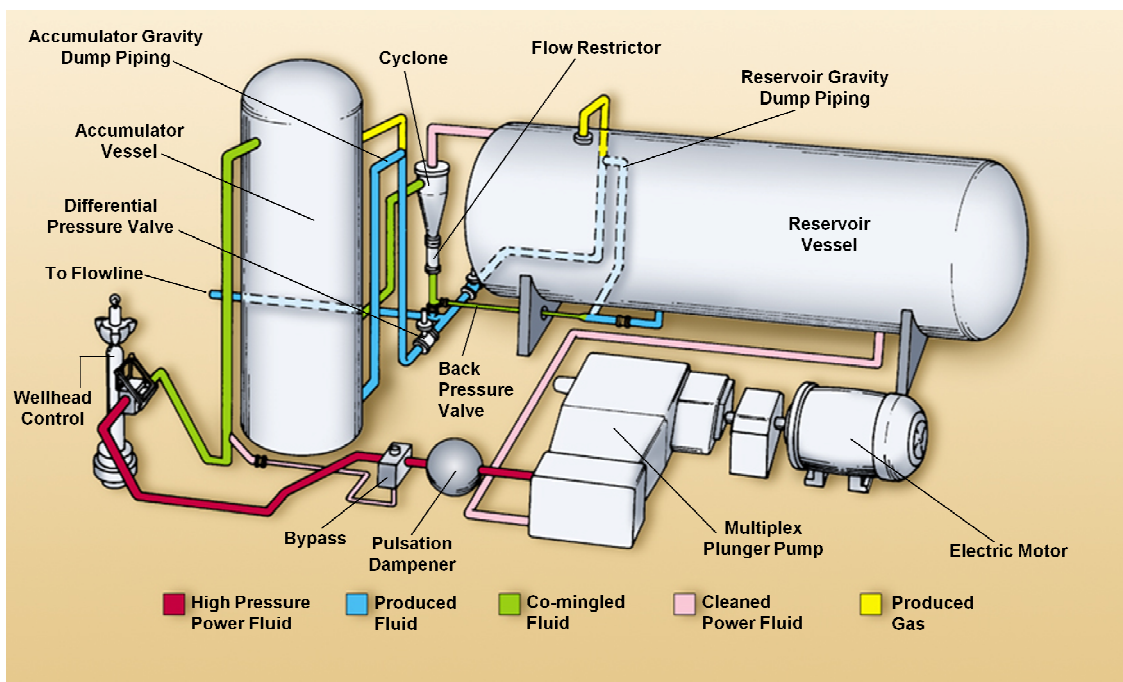 Accumulator Gravity
Dump Piping
Cyclone
Flow Restrictor
Reservoir Gravity
Dump Piping
Accumulator
Vessel
Differential
Pressure Valve
To Flowline
Reservoir
Vessel
Wellhead
Control
Back
Pressure
Valve
Bypass
Pulsation
Dampener
Multiplex
Plunger Pump
Electric Motor
High Pressure
Power Fluid
Produced
Fluid
Co-mingled
Fluid
Cleaned
Power Fluid
Produced
Gas